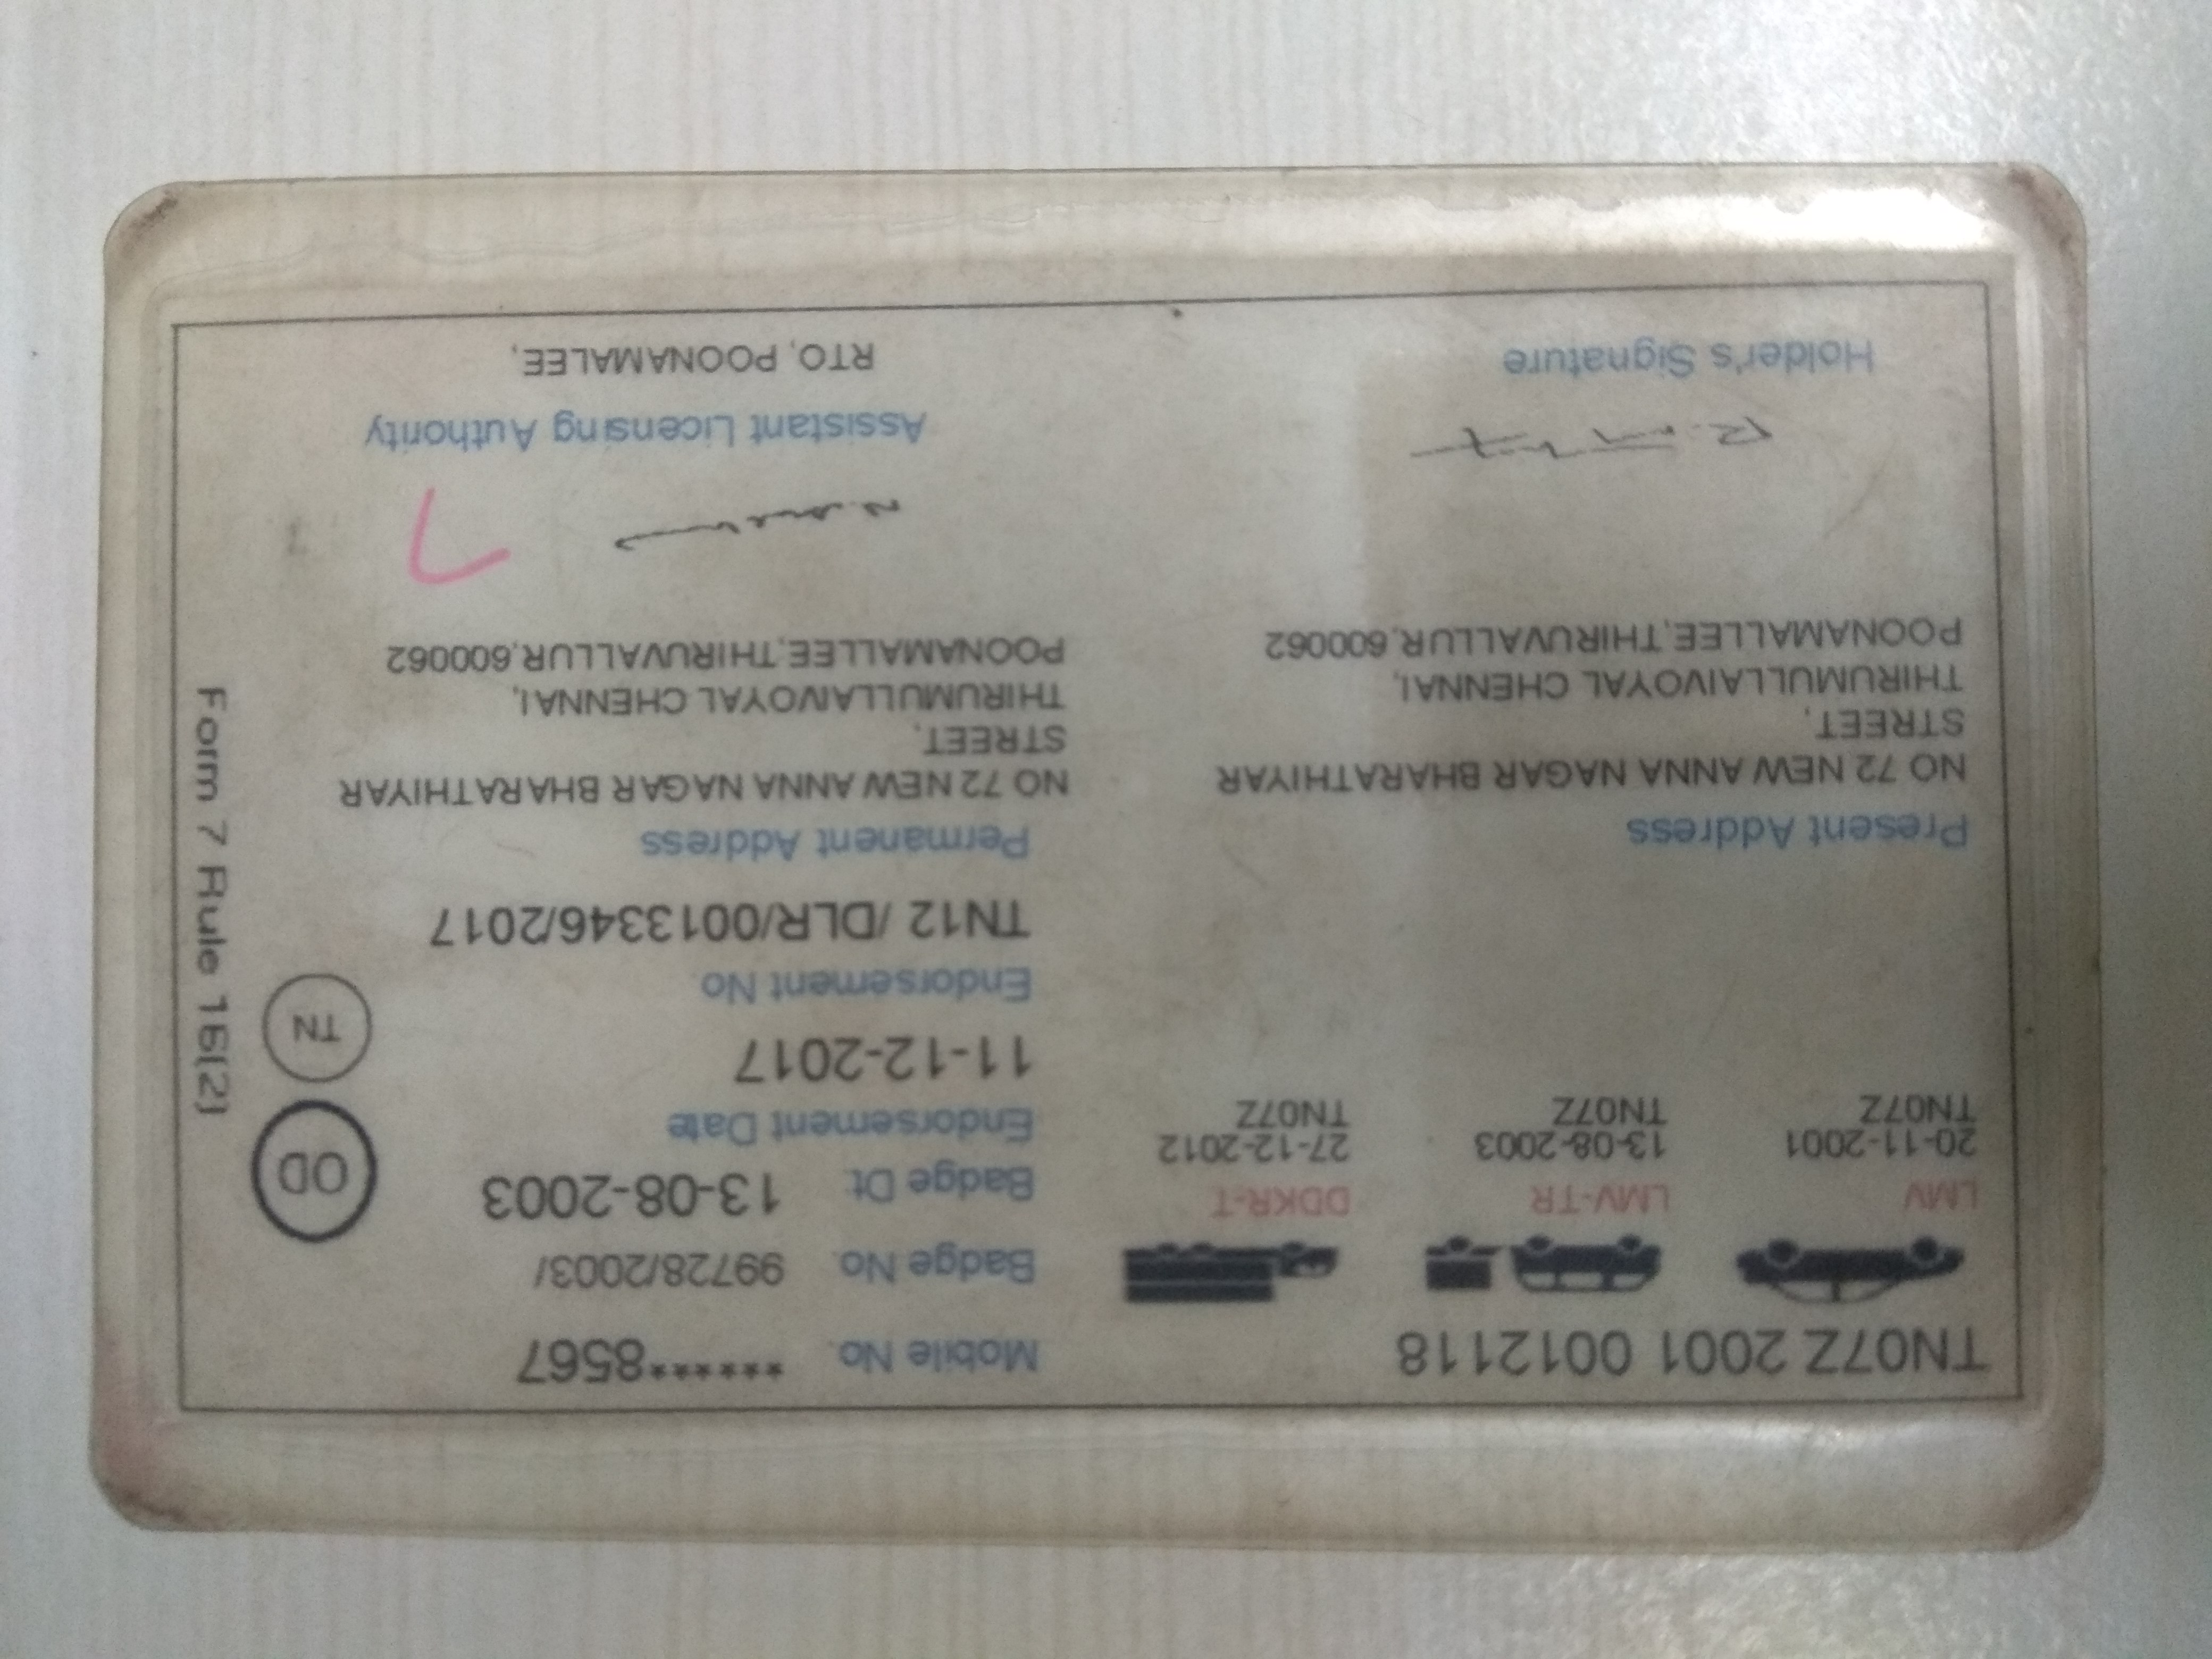 TN07Z 2001 0012118
LMV
20-11-2001
TN07Z
LMV-TR
13-08-2003
TN07Z
DDKR-T
27-12-2012
TN07Z
Present Address
NO 72 NEW ANNA NAGAR BHARATHIYAR
STREET,
THIRUMULLAIVOYAL CHENNAI,
POONAMALLEE,THIRUVALLUR,600062
Holder's Signature
Mobile No. ******8567
Badge No. 99728/2003/
Badge Dt. 13-08-2003
Endorsement Date
11-12-2017
Endorsement No.
TN12 /DLR/0013346/2017
Permanent Address
NO 72 NEW ANNA NAGAR BHARATHIYAR
STREET,
THIRUMULLAIVOYAL CHENNAI,
POONAMALLEE,THIRUVALLUR,600062
Assistant Licensing Authority
RTO, POONAMALEE,
OD
TN
Form 7 Rule 16(2)